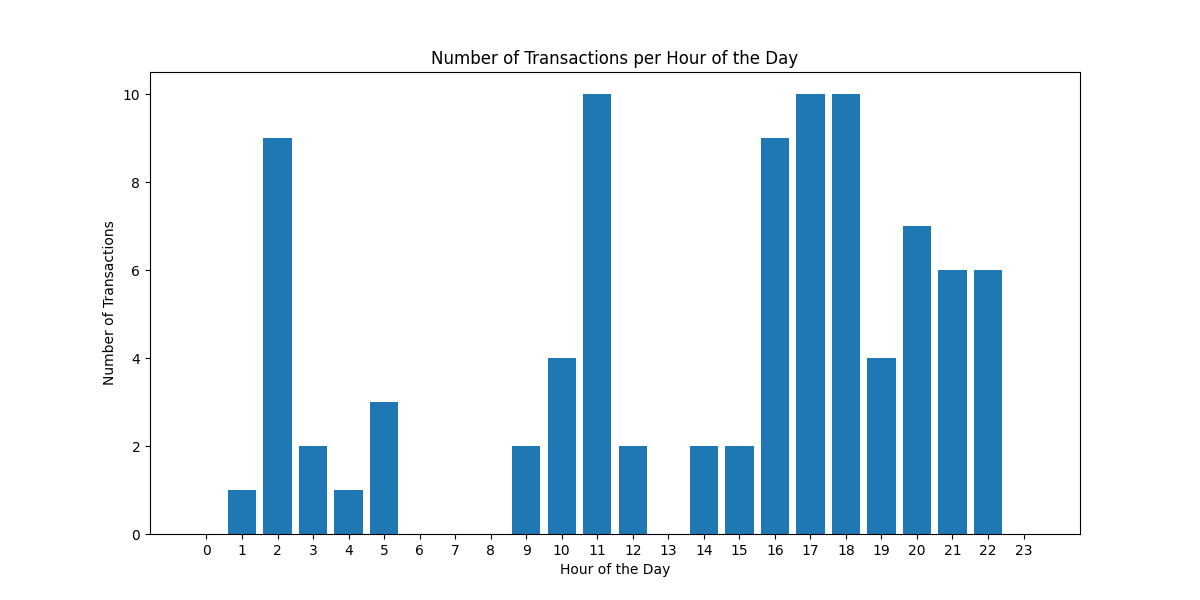 Number of Transactions per Hour of the Day
10
8
6
4
2
0
Number of Transactions
0 1 2 3 4 5 6 7 8 9 10 11 12 13 14 15 16 17 18 19 20 21 22 23
Hour of the Day